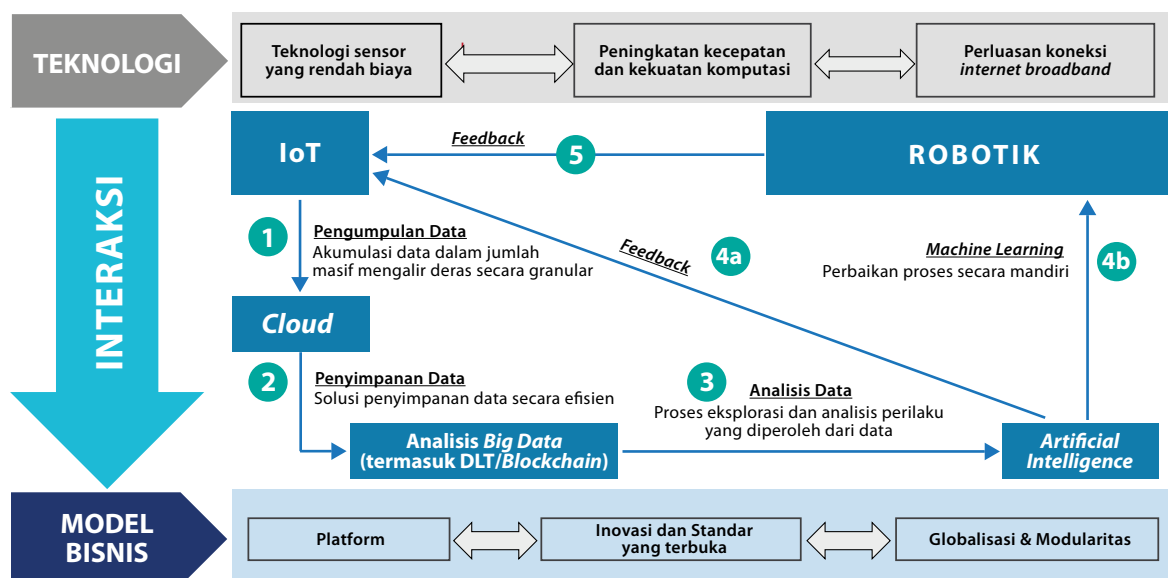 TEKNOLOGI
Teknologi sensor
yang rendah biaya
Peningkatan kecepatan
dan kekuatan komputasi
Perluasan koneksi
internet broadband
INTERAKSI
IoT
Feedback
5
ROBOTIK
1
Pengumpulan Data
Akumulasi data dalam jumlah
masif mengalir deras secara granular
Feedback
4a
Machine Learning
Perbaikan proses secara mandiri
4b
Cloud
2
Penyimpanan Data
Solusi penyimpanan data secara efisien
3
Analisis Data
Proses eksplorasi dan analisis perilaku
yang diperoleh dari data
Analisis Big Data
(termasuk DLT/Blockchain)
Artificial
Intelligence
MODEL
BISNIS
Platform
Inovasi dan Standar
yang terbuka
Globalisasi & Modularitas